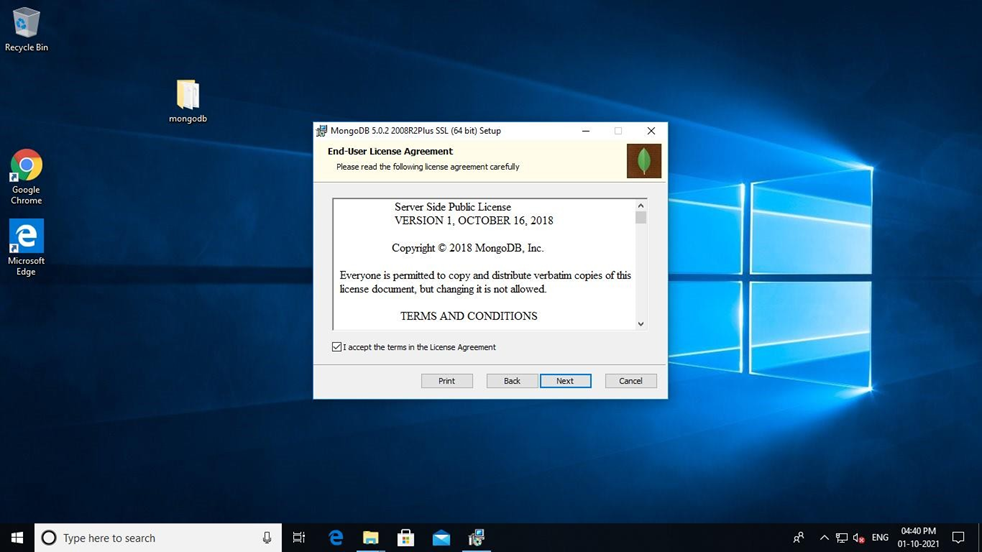 Recycle Bin
mongodb
Google
Chrome
Microsoft
Edge
MongoDB 5.0.2 2008R2Plus SSL (64 bit) Setup
End-User License Agreement
Please read the following license agreement carefully
Server Side Public License
VERSION 1, OCTOBER 16, 2018
Copyright © 2018 MongoDB, Inc.
Everyone is permitted to copy and distribute verbatim copies of this
license document, but changing it is not allowed.
TERMS AND CONDITIONS
I accept the terms in the License Agreement
Print Back Next Cancel
Type here to search
ENG
04:40 PM
01-10-2021